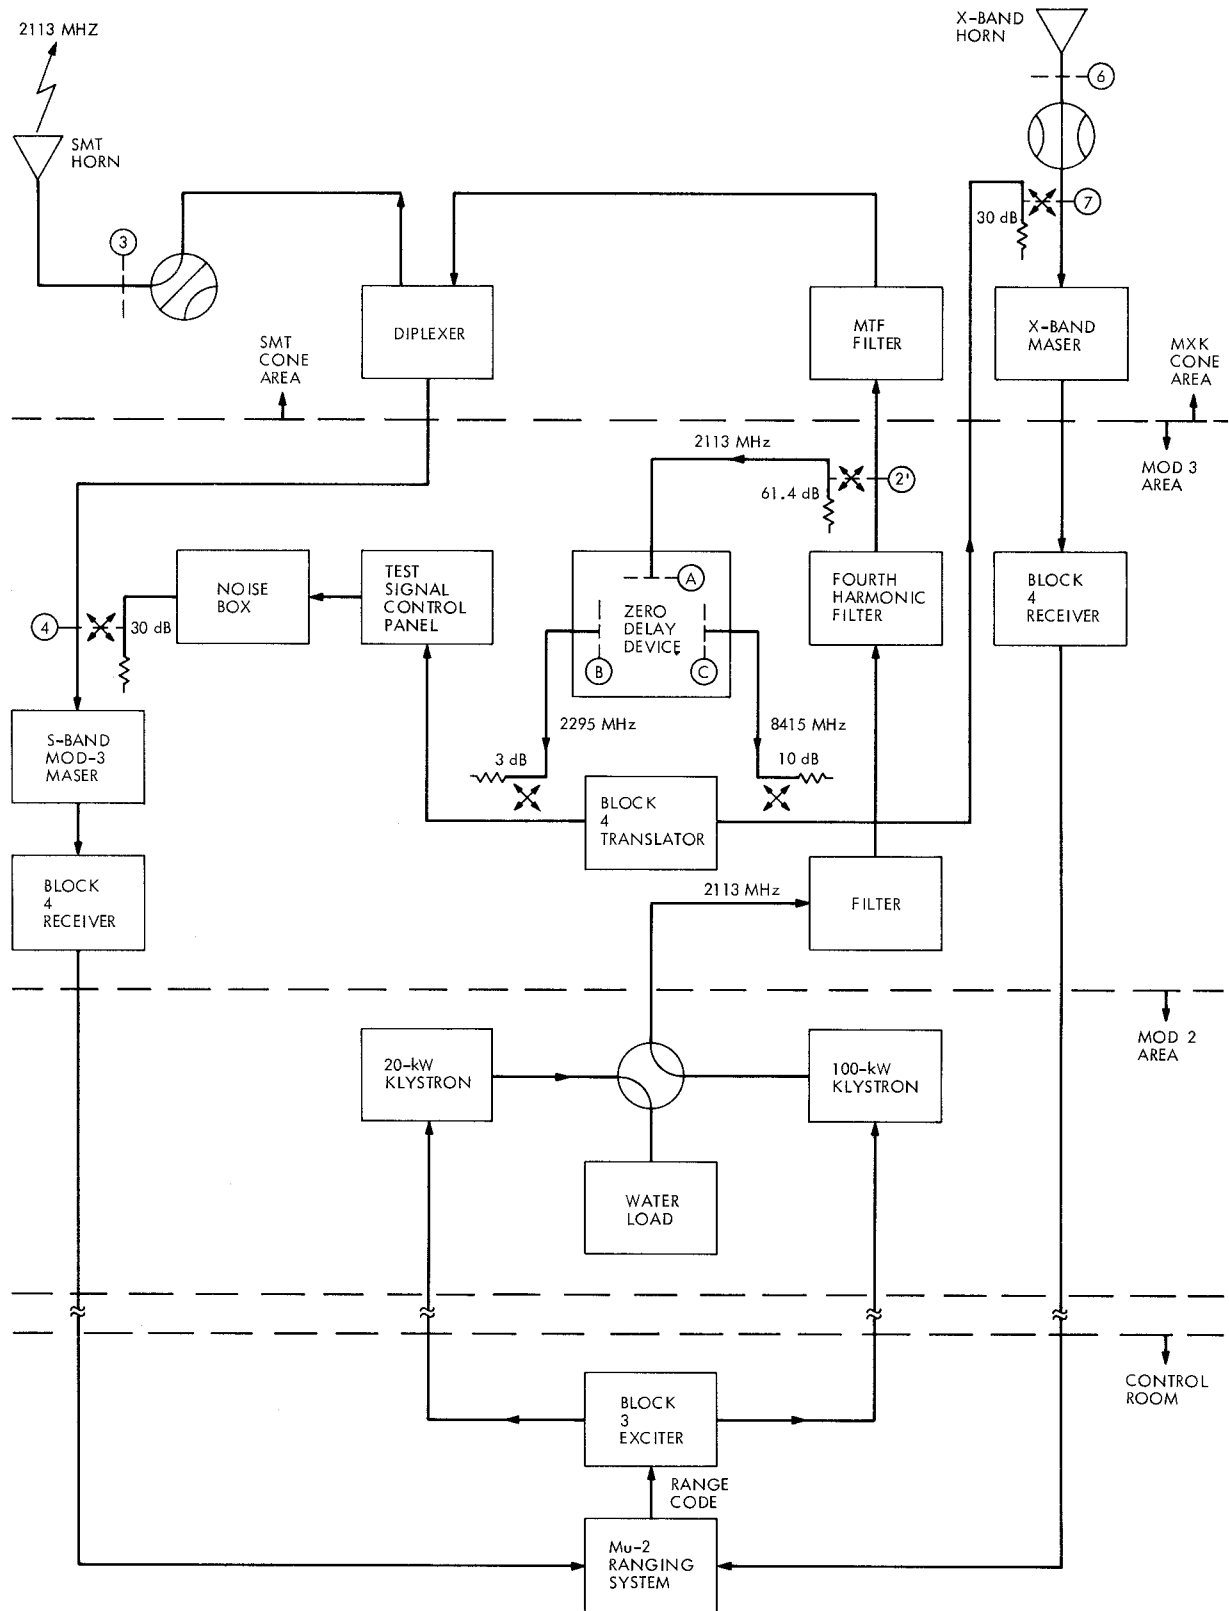 2113 MHZ
SMT
HORN
X-BAND
HORN
6
7
30 dB
3
DIPLEXER
MTF
FILTER
X-BAND
MASER
SMT
CONE
AREA
MXK
CONE
AREA
2113 MHz
61.4 dB
2'
MOD 3
AREA
NOISE
BOX
TEST
SIGNAL
CONTROL
PANEL
A
ZERO
DELAY
DEVICE
B
C
FOURTH
HARMONIC
FILTER
BLOCK
4
RECEIVER
4
30 dB
2295 MHz
8415 MHz
S-BAND
MOD-3
MASER
3 dB
10 dB
BLOCK
4
TRANSLATOR
BLOCK
4
RECEIVER
2113 MHz
FILTER
MOD 2
AREA
20-kW
KLYSTRON
100-kW
KLYSTRON
WATER
LOAD
CONTROL
ROOM
BLOCK
3
EXCITER
RANGE
CODE
Mu-2
RANGING
SYSTEM